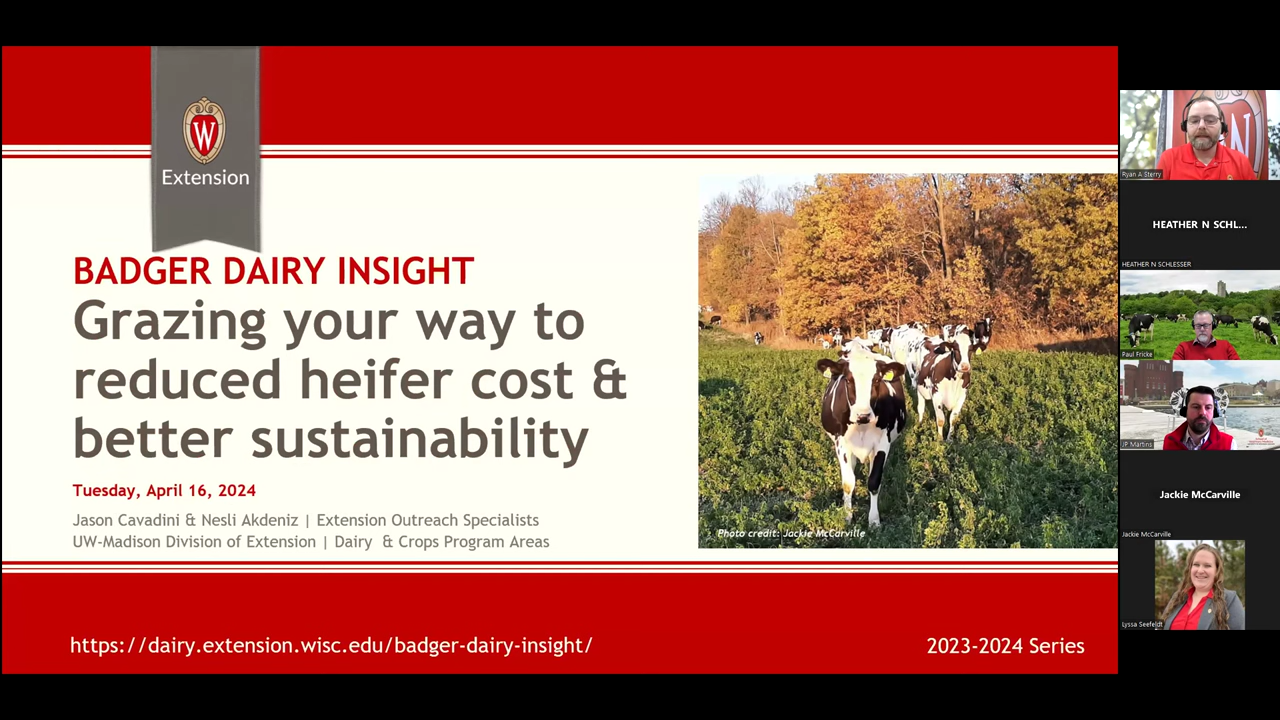 W
Extension
BADGER DAIRY INSIGHT
Grazing your way to
reduced heifer cost &
better sustainability
Tuesday, April 16, 2024
Jason Cavadini & Nesli Akdeniz | Extension Outreach Specialists
UW-Madison Division of Extension | Dairy & Crops Program Areas
Photo credit: Jackie McCarville
https://dairy.extension.wisc.edu/badger-dairy-insight/
2023-2024 Series
Ryan A Sterry
HEATHER N SCHL...
HEATHER N SCHLESSER
Paul Fricke
JP Martins
Jackie McCarville
Jackie McCarville
Lyssa Seefeldt